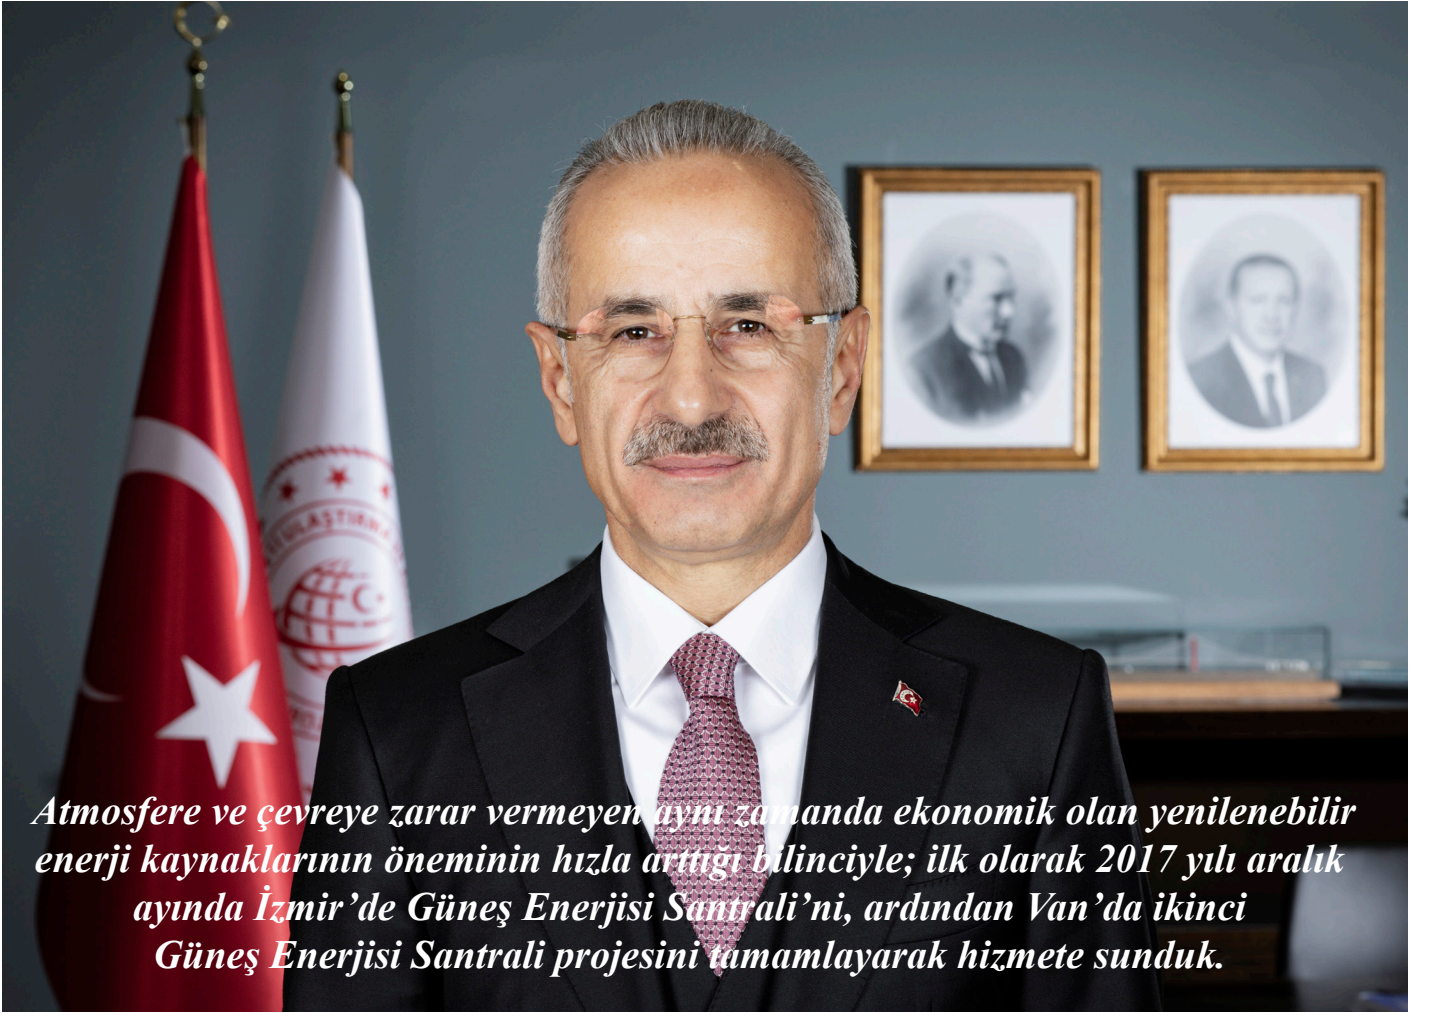 ULAŞTIRMA
Atmosfere ve çevreye zarar vermeyen aynı zamanda ekonomik olan yenilenebilir
enerji kaynaklarının öneminin hızla arttığı bilinciyle; ilk olarak 2017 yılı aralık
ayında İzmir’de Güneş Enerjisi Santrali’ni, ardından Van’da ikinci
Güneş Enerjisi Santrali projesini tamamlayarak hizmete sunduk.